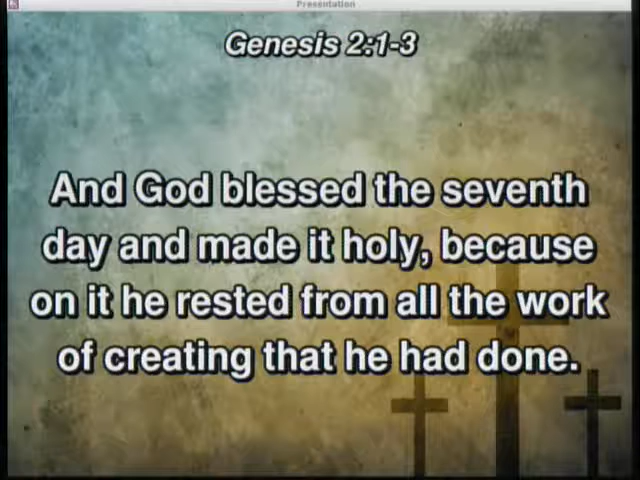 Presentation
Genesis 2:1-3
And God blessed the seventh
day and made it holy, because
on it he rested from all the work
of creating that he had done.